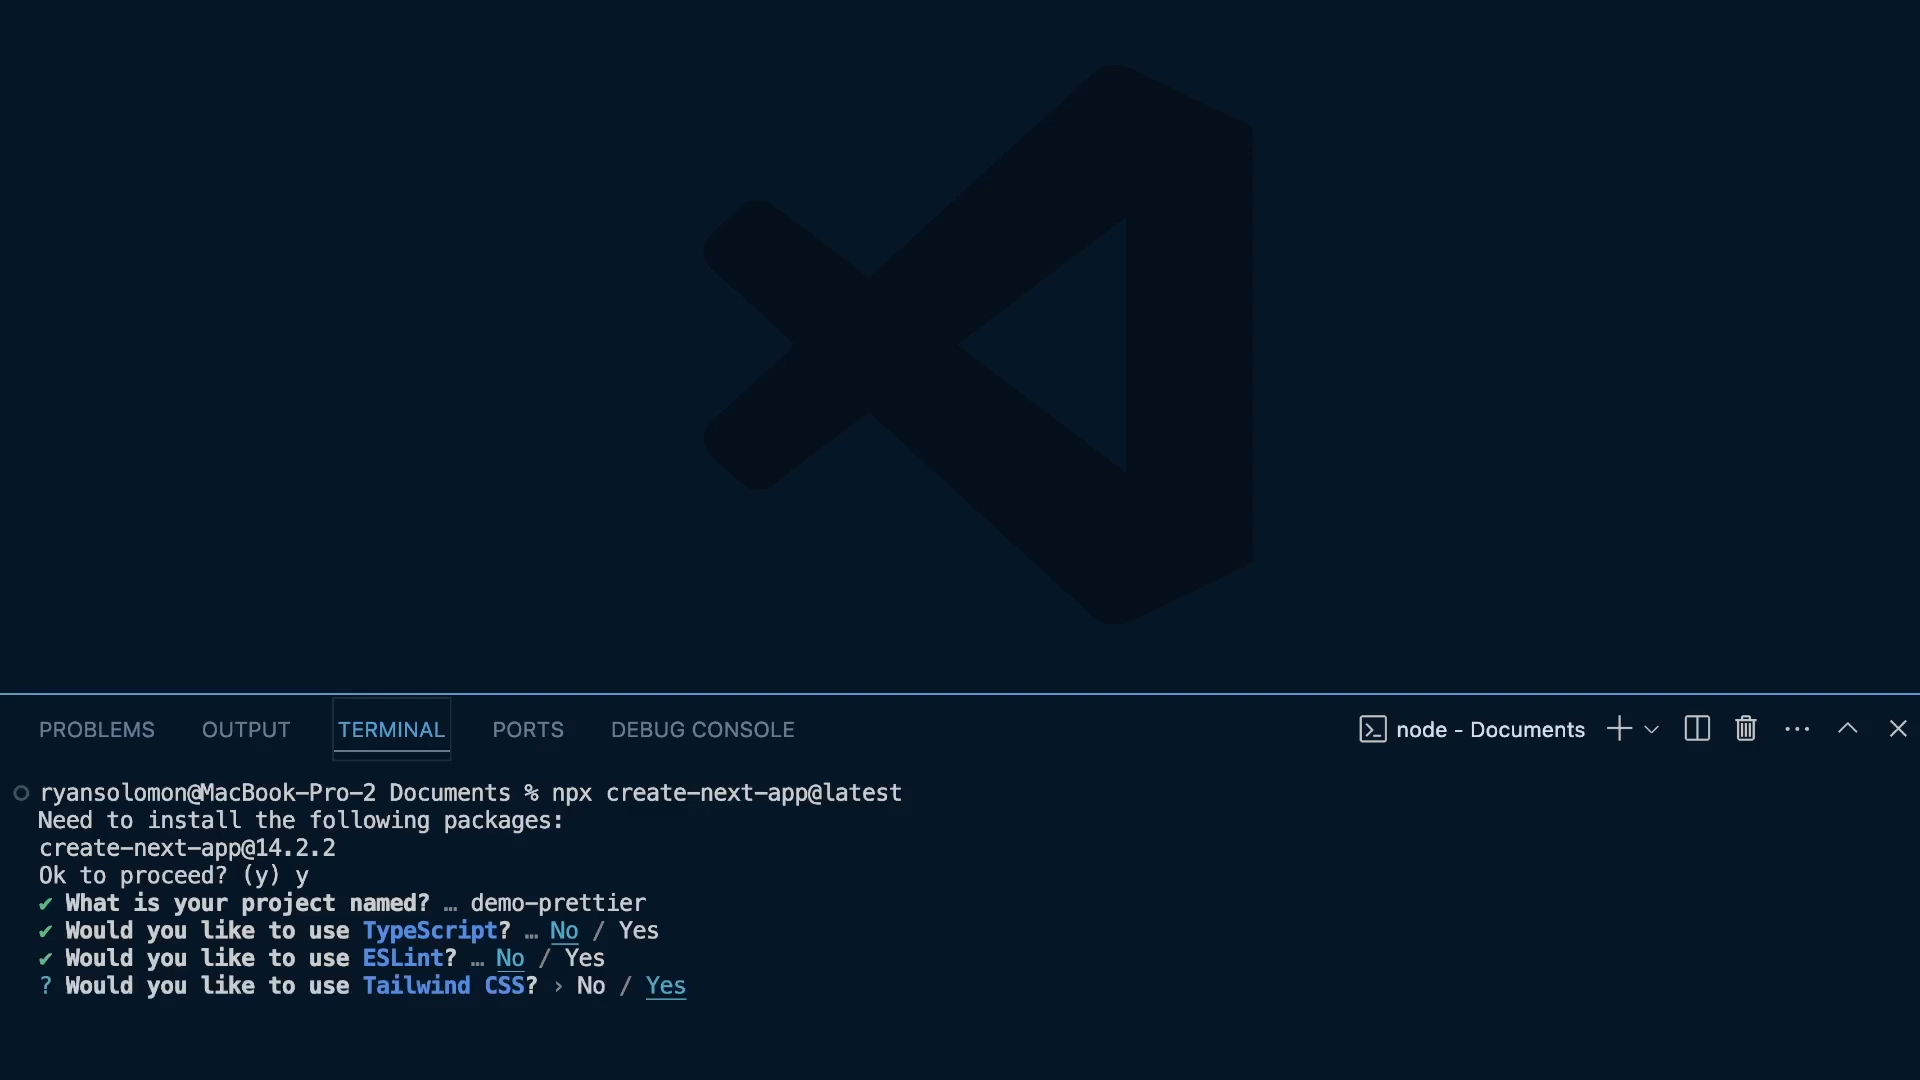 PROBLEMS OUTPUT TERMINAL PORTS DEBUG CONSOLE node - Documents
ryansolomon@MacBook-Pro-2 Documents % npx create-next-app@latest
Need to install the following packages:
create-next-app@14.2.2
Ok to proceed? (y) y
✔ What is your project named? … demo-prettier
✔ Would you like to use TypeScript? … No / Yes
✔ Would you like to use ESLint? … No / Yes
? Would you like to use Tailwind CSS? › No / Yes